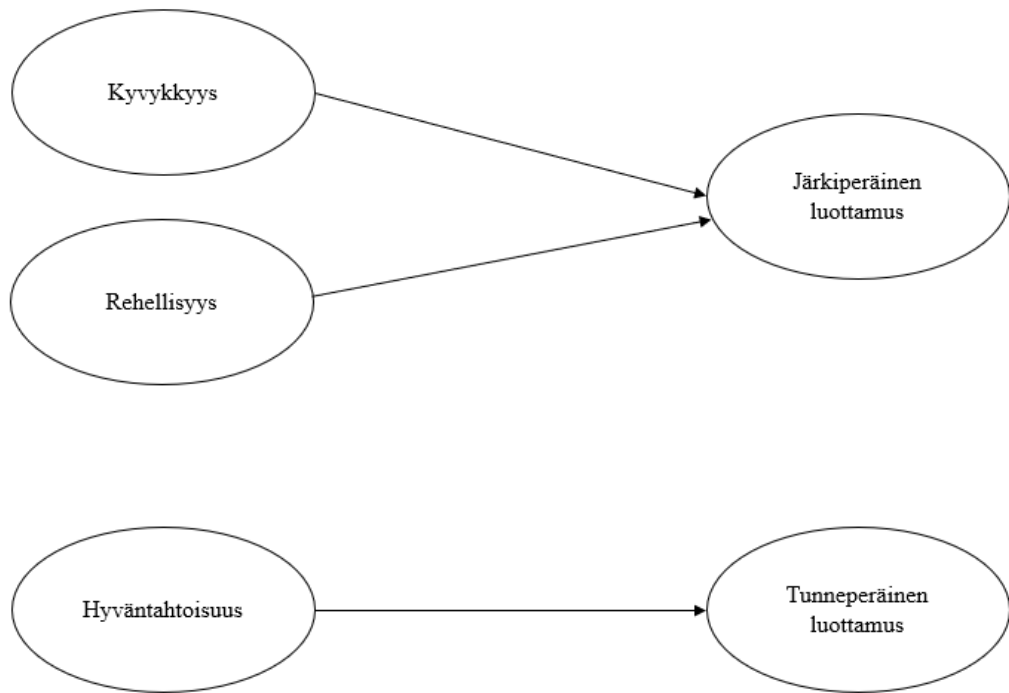 Kyvykkyys
Järkiperäinen
luottamus
Rehellisyys
Hyväntahtoisuus
Tunneperäinen
luottamus